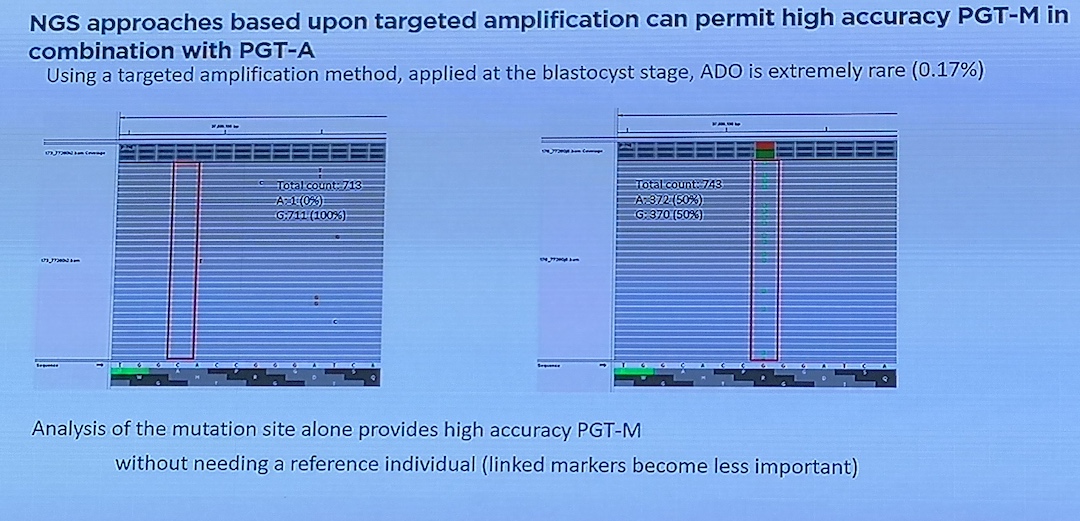 NGS approaches based upon targeted amplification can permit high accuracy PGT-M in
combination with PGT-A
Using a targeted amplification method, applied at the blastocyst stage, ADO is extremely rare (0.17%)
Total count: 713
A: 1 (0%)
G:711 (100%)
Total count: 743
A: 372 (50%)
G: 370 (50%)
Sequence
T G G C A C C G G G A T C A
Sequence
T G G C A C C G G G A T C A
Analysis of the mutation site alone provides high accuracy PGT-M
without needing a reference individual (linked markers become less important)